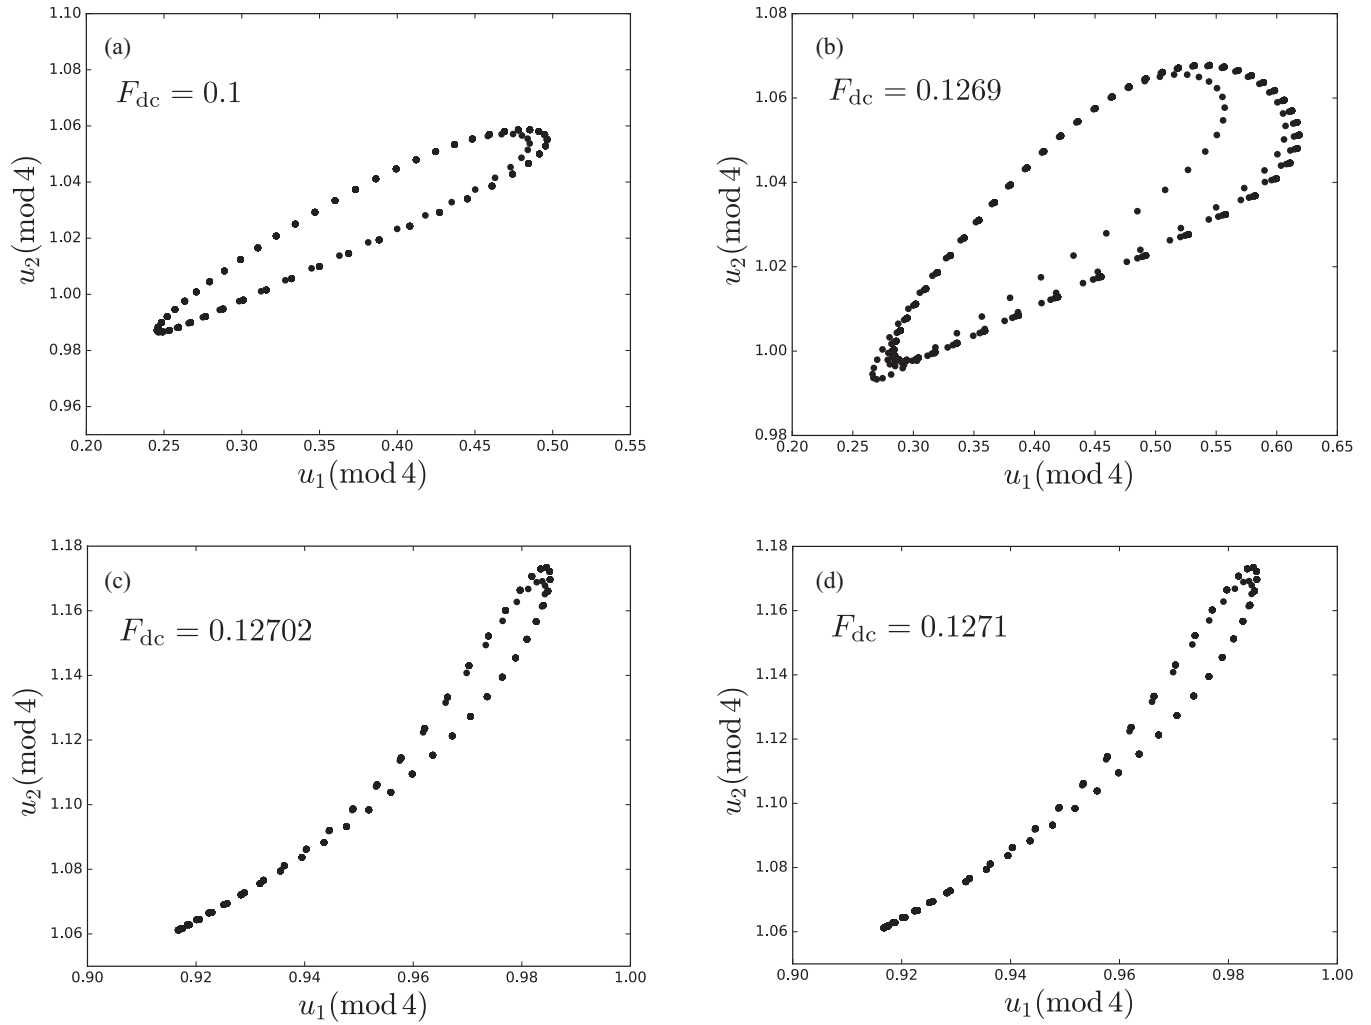 (a)
F_dc = 0.1
1.10
1.08
1.06
1.04
1.02
1.00
0.98
0.96
u_2(mod 4)
0.20 0.25 0.30 0.35 0.40 0.45 0.50 0.55
u_1(mod 4)
(b)
F_dc = 0.1269
1.08
1.06
1.04
1.02
1.00
0.98
u_2(mod 4)
0.20 0.25 0.30 0.35 0.40 0.45 0.50 0.55 0.60 0.65
u_1(mod 4)
(c)
F_dc = 0.12702
1.18
1.16
1.14
1.12
1.10
1.08
1.06
u_2(mod 4)
0.90 0.92 0.94 0.96 0.98 1.00
u_1(mod 4)
(d)
F_dc = 0.1271
1.18
1.16
1.14
1.12
1.10
1.08
1.06
u_2(mod 4)
0.90 0.92 0.94 0.96 0.98 1.00
u_1(mod 4)